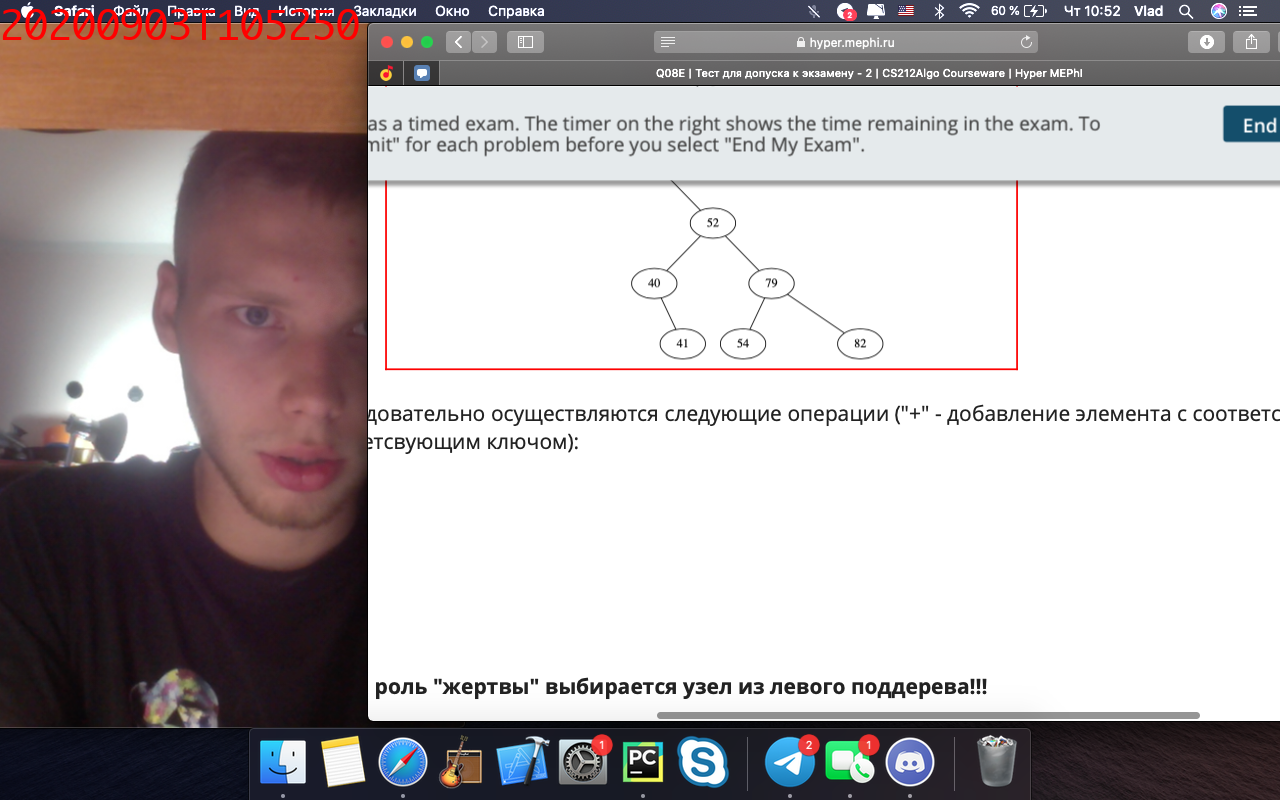 20200903T105250
Safari Файл Правка Вид История Закладки Окно Справка
2
60 %
Чт 10:52 Vlad
hyper.mephi.ru
Q08E | Тест для допуска к экзамену - 2 | CS212Algo Courseware | Hyper MEPhI
as a timed exam. The timer on the right shows the time remaining in the exam. To
mit" for each problem before you select "End My Exam".
End
52
40 79
41 54 82
довательно осуществляются следующие операции ("+" - добавление элемента с соответс
етсвующим ключом):
роль "жертвы" выбирается узел из левого поддерева!!!
1 2 1
PC